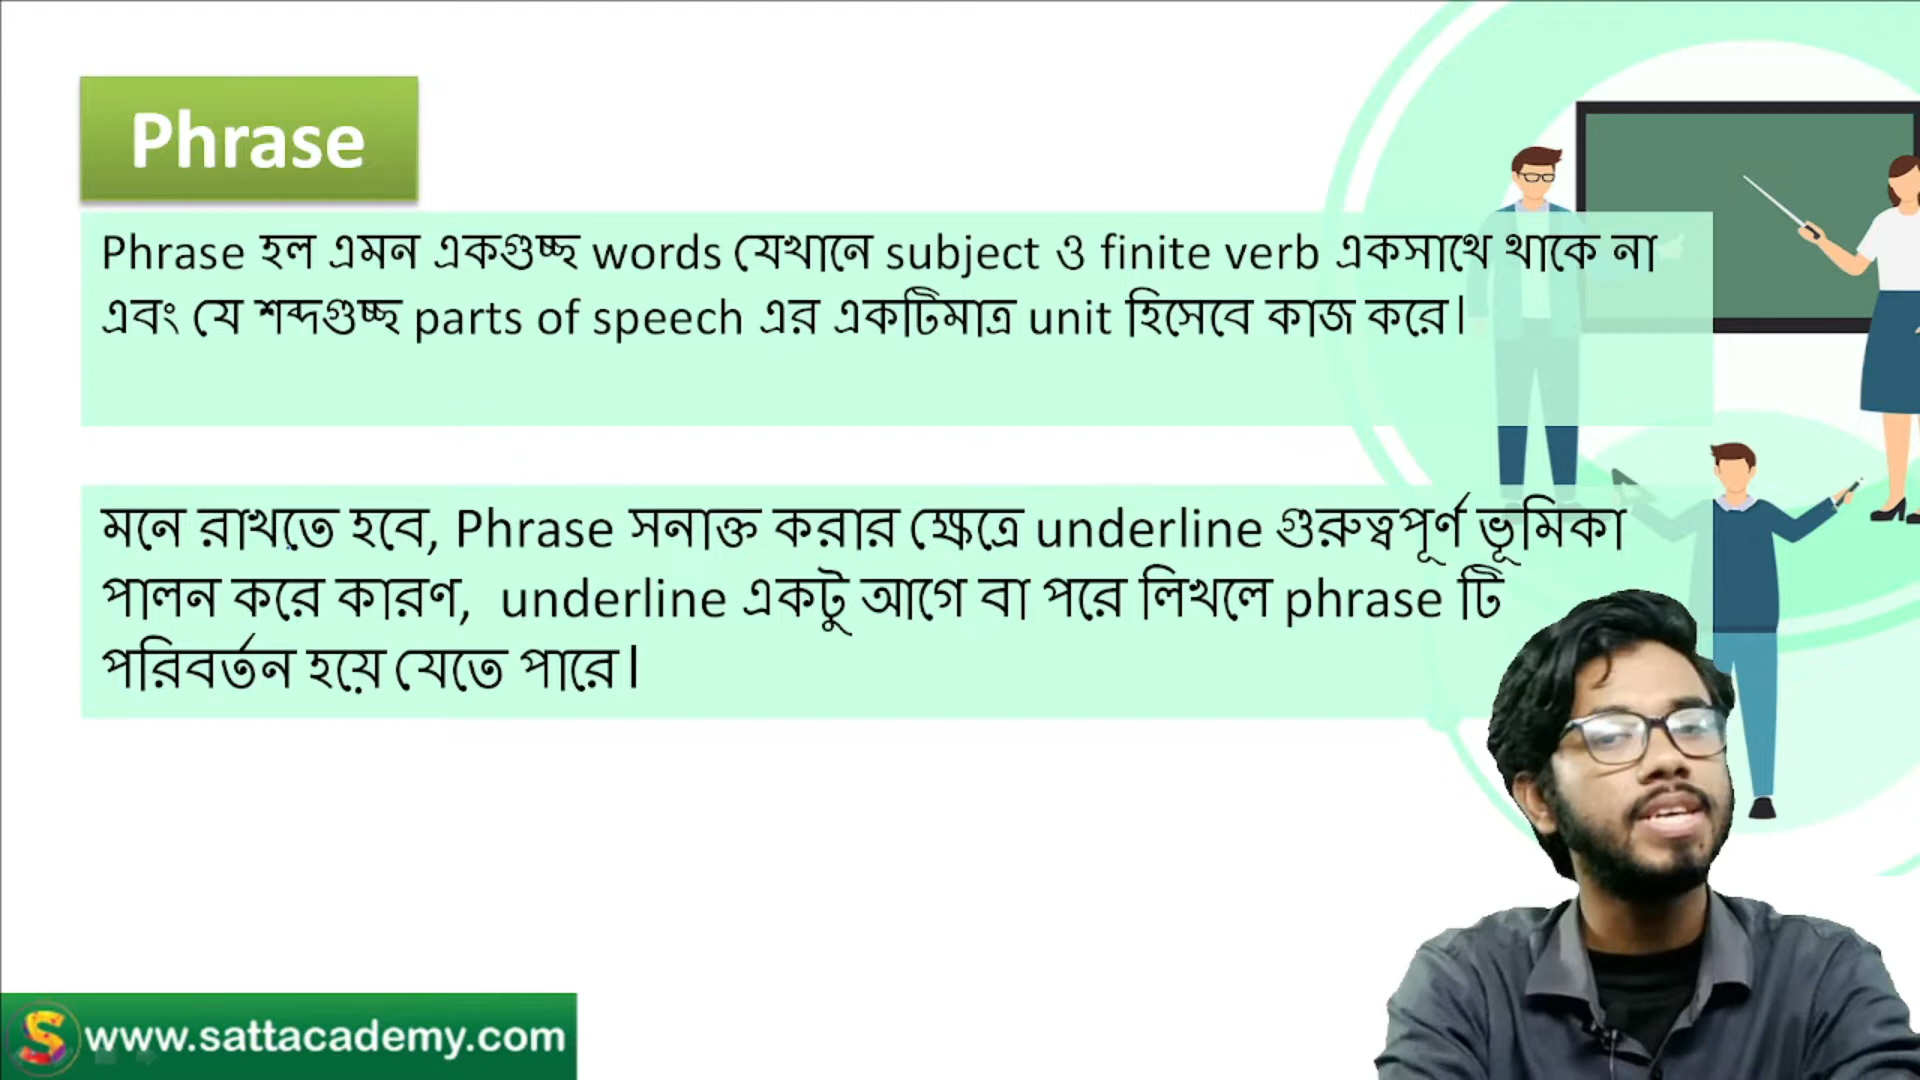 Phrase
Phrase হল এমন একগুচ্ছ words যেখানে subject ও finite verb একসাথে থাকে না
এবং যে শব্দগুচ্ছ parts of speech এর একটিমাত্র unit হিসেবে কাজ করে।
মনে রাখতে হবে, Phrase সনাক্ত করার ক্ষেত্রে underline গুরুত্বপূর্ণ ভূমিকা
পালন করে কারণ, underline একটু আগে বা পরে লিখলে phrase টি
পরিবর্তন হয়ে যেতে পারে।
S www.sattacademy.com